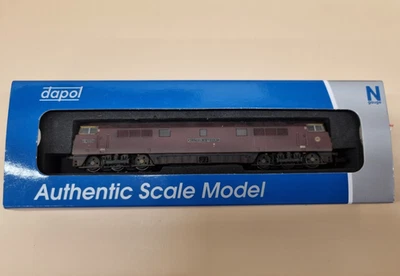 dapol
N
gauge
Authentic Scale Model